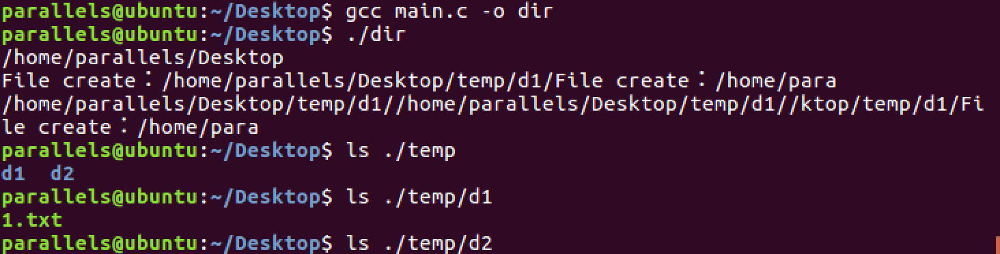 parallels@ubuntu:~/Desktop$ gcc main.c -o dir
parallels@ubuntu:~/Desktop$ ./dir
/home/parallels/Desktop
File create：/home/parallels/Desktop/temp/d1/File create：/home/para
/home/parallels/Desktop/temp/d1//home/parallels/Desktop/temp/d1//ktop/temp/d1/Fi
le create：/home/para
parallels@ubuntu:~/Desktop$ ls ./temp
d1  d2
parallels@ubuntu:~/Desktop$ ls ./temp/d1
1.txt
parallels@ubuntu:~/Desktop$ ls ./temp/d2